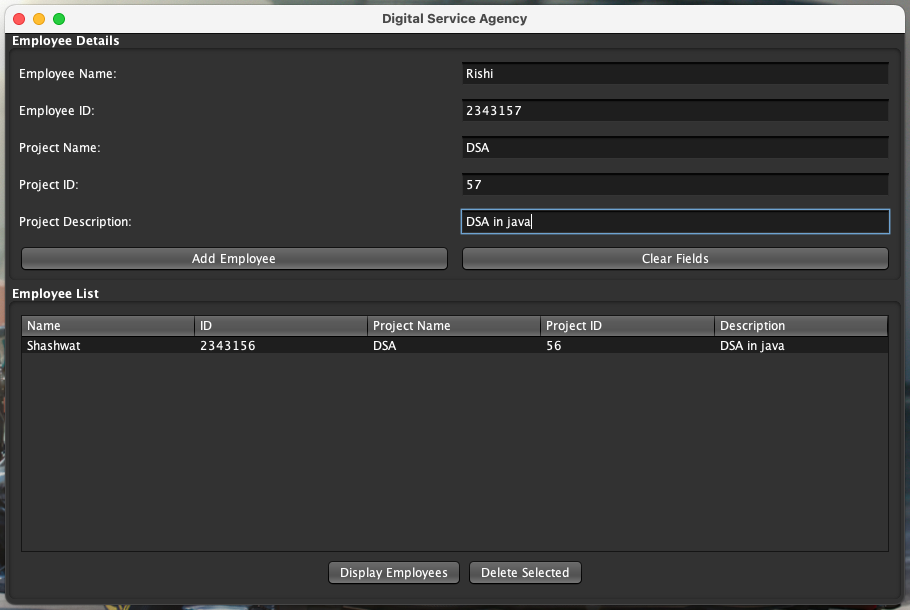 Digital Service Agency
Employee Details
Employee Name: Rishi
Employee ID: 2343157
Project Name: DSA
Project ID: 57
Project Description: DSA in java
Add Employee Clear Fields
Employee List
Name ID Project Name Project ID Description
Shashwat 2343156 DSA 56 DSA in java
Display Employees Delete Selected